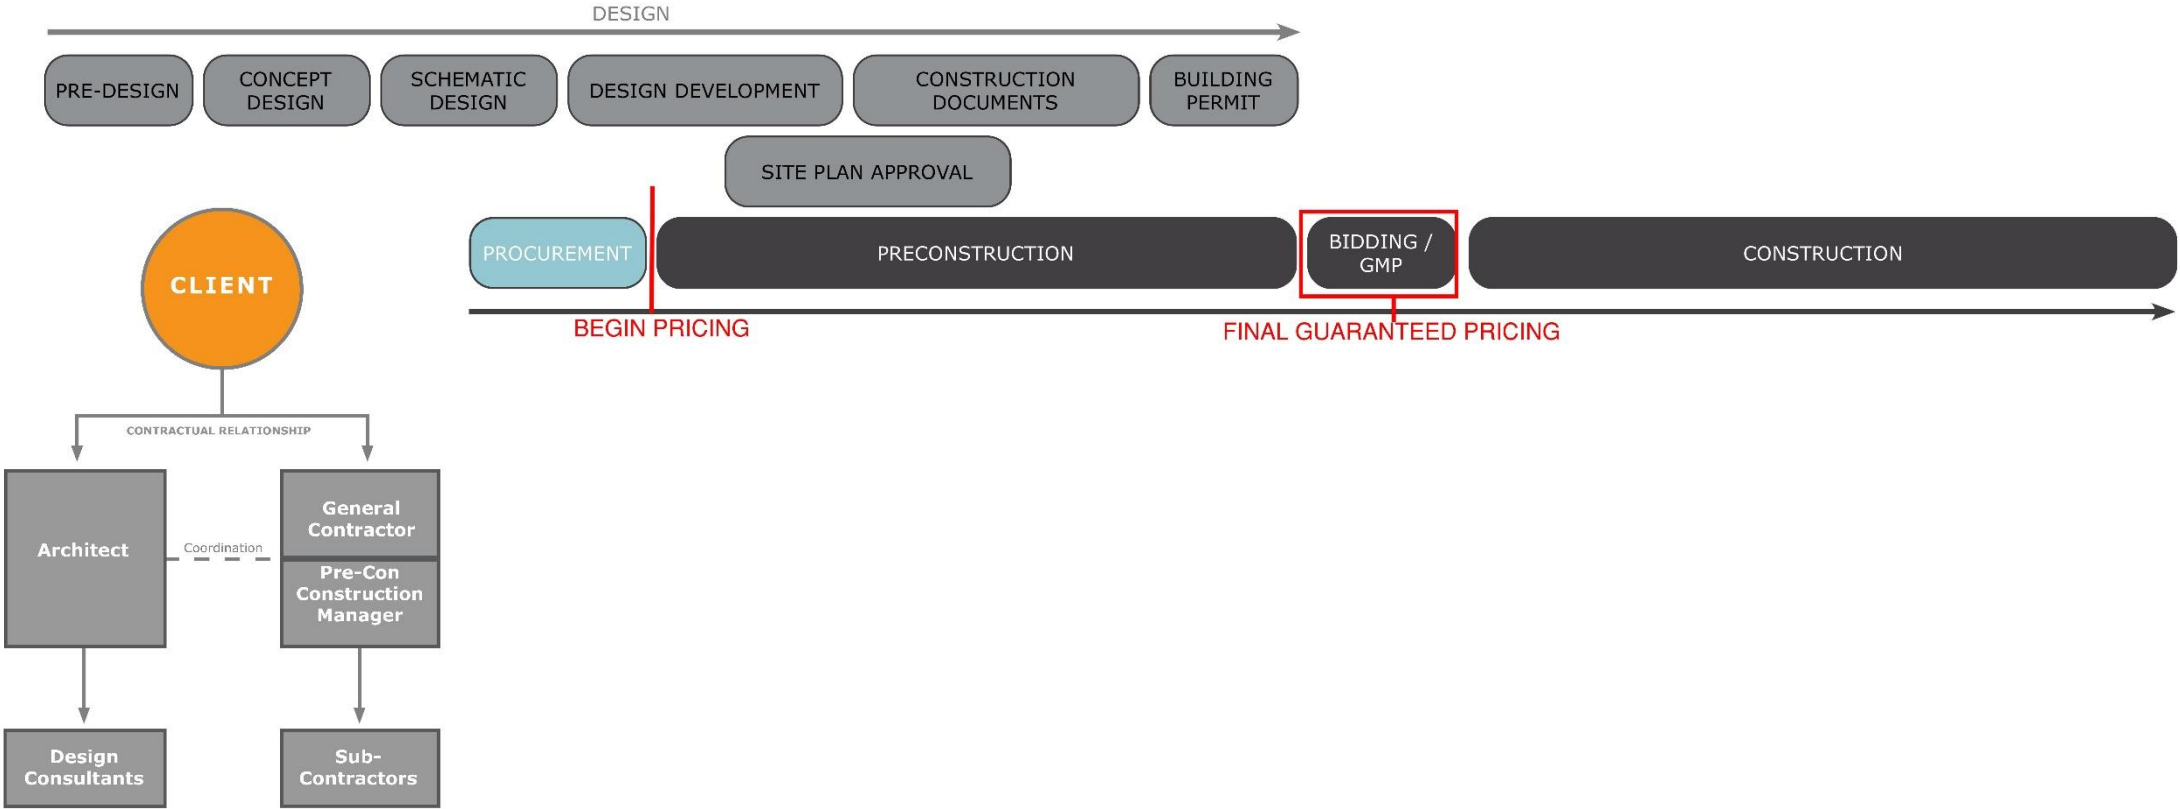 DESIGN
PRE-DESIGN
CONCEPT
DESIGN
SCHEMATIC
DESIGN
DESIGN DEVELOPMENT
CONSTRUCTION
DOCUMENTS
BUILDING
PERMIT
SITE PLAN APPROVAL
PROCUREMENT
PRECONSTRUCTION
BIDDING /
GMP
CONSTRUCTION
BEGIN PRICING
FINAL GUARANTEED PRICING
CLIENT
CONTRACTUAL RELATIONSHIP
Architect
Coordination
General
Contractor
Pre-Con
Construction
Manager
Design
Consultants
Sub-
Contractors